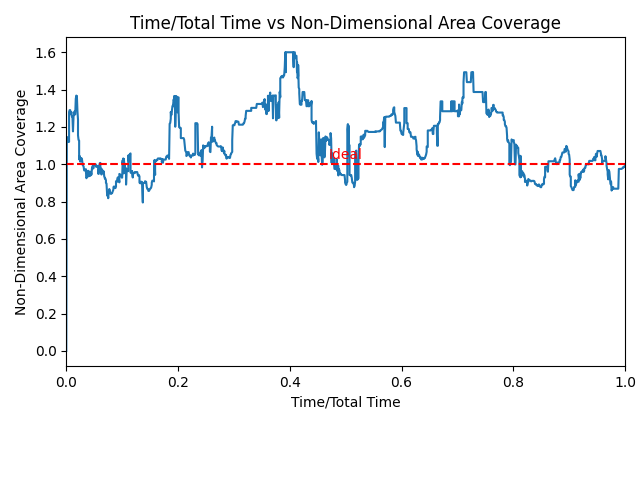 Time/Total Time vs Non-Dimensional Area Coverage
Non-Dimensional Area Coverage
1.6
1.4
1.2
1.0
0.8
0.6
0.4
0.2
0.0
Ideal
0.0 0.2 0.4 0.6 0.8 1.0
Time/Total Time